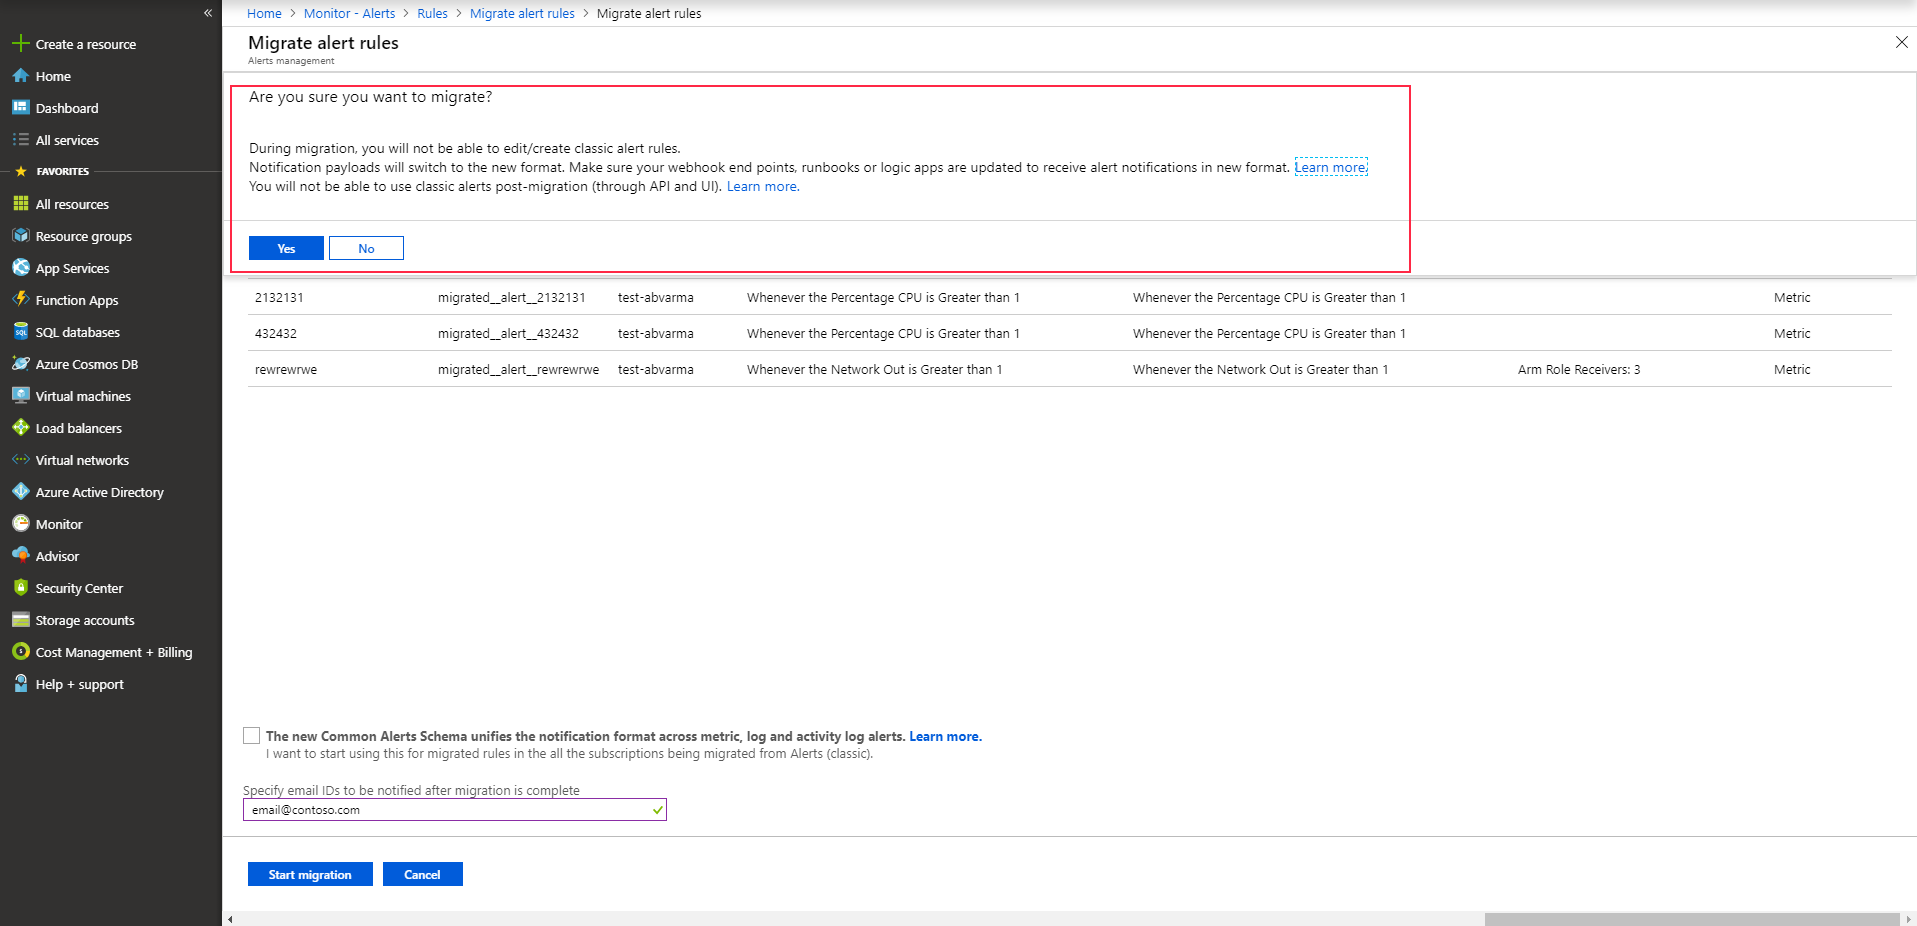 «
Home > Monitor - Alerts > Rules > Migrate alert rules > Migrate alert rules
Create a resource
Home
Dashboard
All services
FAVORITES
All resources
Resource groups
App Services
Function Apps
SQL databases
Azure Cosmos DB
Virtual machines
Load balancers
Virtual networks
Azure Active Directory
Monitor
Advisor
Security Center
Storage accounts
Cost Management + Billing
Help + support
Migrate alert rules
Alerts management
Are you sure you want to migrate?
During migration, you will not be able to edit/create classic alert rules.
Notification payloads will switch to the new format. Make sure your webhook end points, runbooks or logic apps are updated to receive alert notifications in new format. Learn more.
You will not be able to use classic alerts post-migration (through API and UI). Learn more.
Yes No
2132131 migrated__alert__2132131 test-abvarma Whenever the Percentage CPU is Greater than 1 Whenever the Percentage CPU is Greater than 1 Metric
432432 migrated__alert__432432 test-abvarma Whenever the Percentage CPU is Greater than 1 Whenever the Percentage CPU is Greater than 1 Metric
rewrewrwe migrated__alert__rewrewrwe test-abvarma Whenever the Network Out is Greater than 1 Whenever the Network Out is Greater than 1 Arm Role Receivers: 3 Metric
The new Common Alerts Schema unifies the notification format across metric, log and activity log alerts. Learn more.
I want to start using this for migrated rules in the all the subscriptions being migrated from Alerts (classic).
Specify email IDs to be notified after migration is complete
email@contoso.com
Start migration Cancel